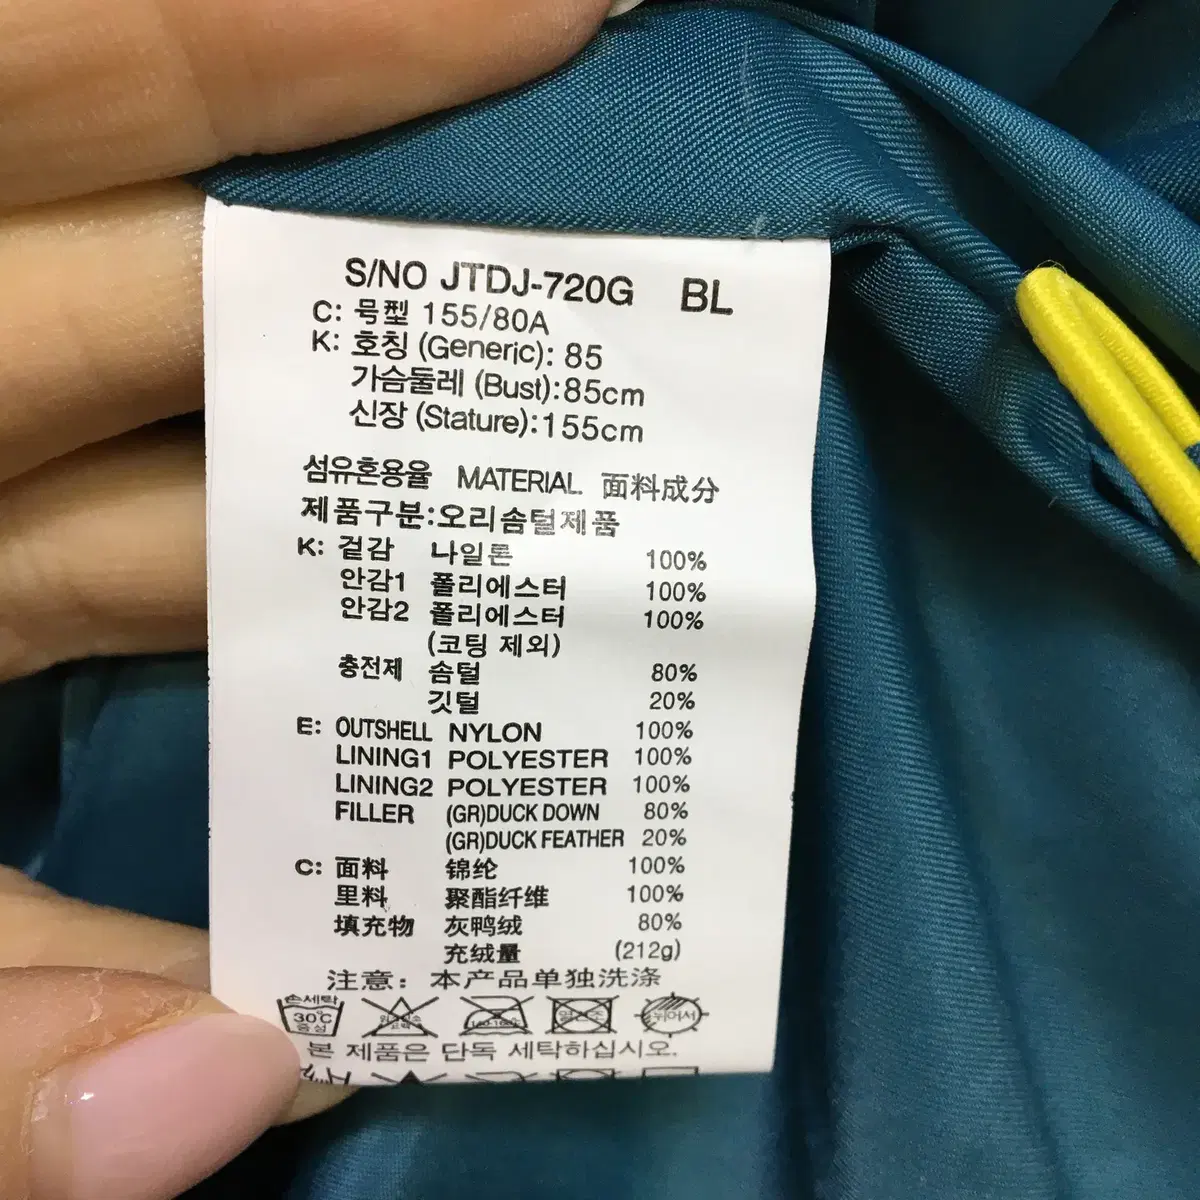 S/NO JTDJ-720G BL
C: 号型 155/80A
K: 호칭 (Generic): 85
가슴둘레 (Bust):85cm
신장 (Stature):155cm
섬유혼용율 MATERIAL 面料成分
제품구분:오리솜털제품
K: 겉감 나일론 100%
안감1 폴리에스터 100%
안감2 폴리에스터 100%
(코팅 제외)
충전제 솜털 80%
깃털 20%
E: OUTSHELL NYLON 100%
LINING1 POLYESTER 100%
LINING2 POLYESTER 100%
FILLER (GR)DUCK DOWN 80%
(GR)DUCK FEATHER 20%
C: 面料 锦纶 100%
里料 聚酯纤维 100%
填充物 灰鸭绒 80%
充绒量 (212g)
注意: 本产品单独洗涤
손세탁 30℃ 중성 뉘어서
본 제품은 단독 세탁하십시오.